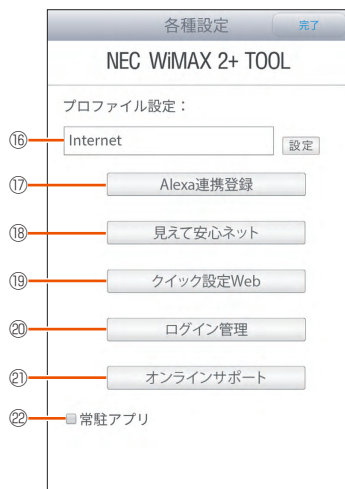 各種設定 完了
NEC WiMAX 2+ TOOL
プロファイル設定：
⑯ Internet 設定
⑰ Alexa連携登録
⑱ 見えて安心ネット
⑲ クイック設定Web
⑳ ログイン管理
㉑ オンラインサポート
㉒ 常駐アプリ